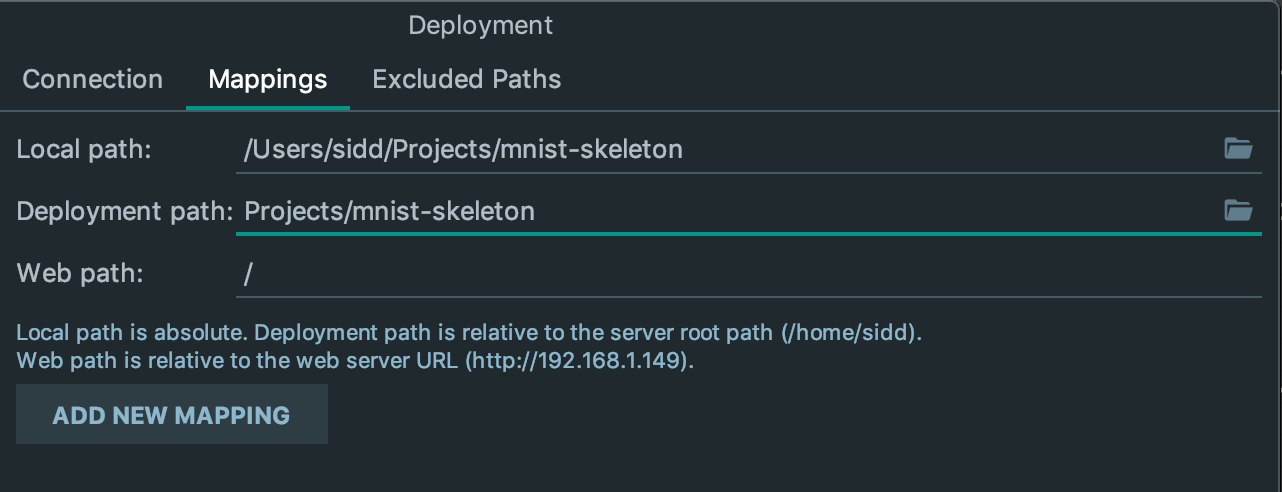 Deployment
Connection Mappings Excluded Paths
Local path: /Users/sidd/Projects/mnist-skeleton
Deployment path: Projects/mnist-skeleton
Web path: /
Local path is absolute. Deployment path is relative to the server root path (/home/sidd).
Web path is relative to the web server URL (http://192.168.1.149).
ADD NEW MAPPING